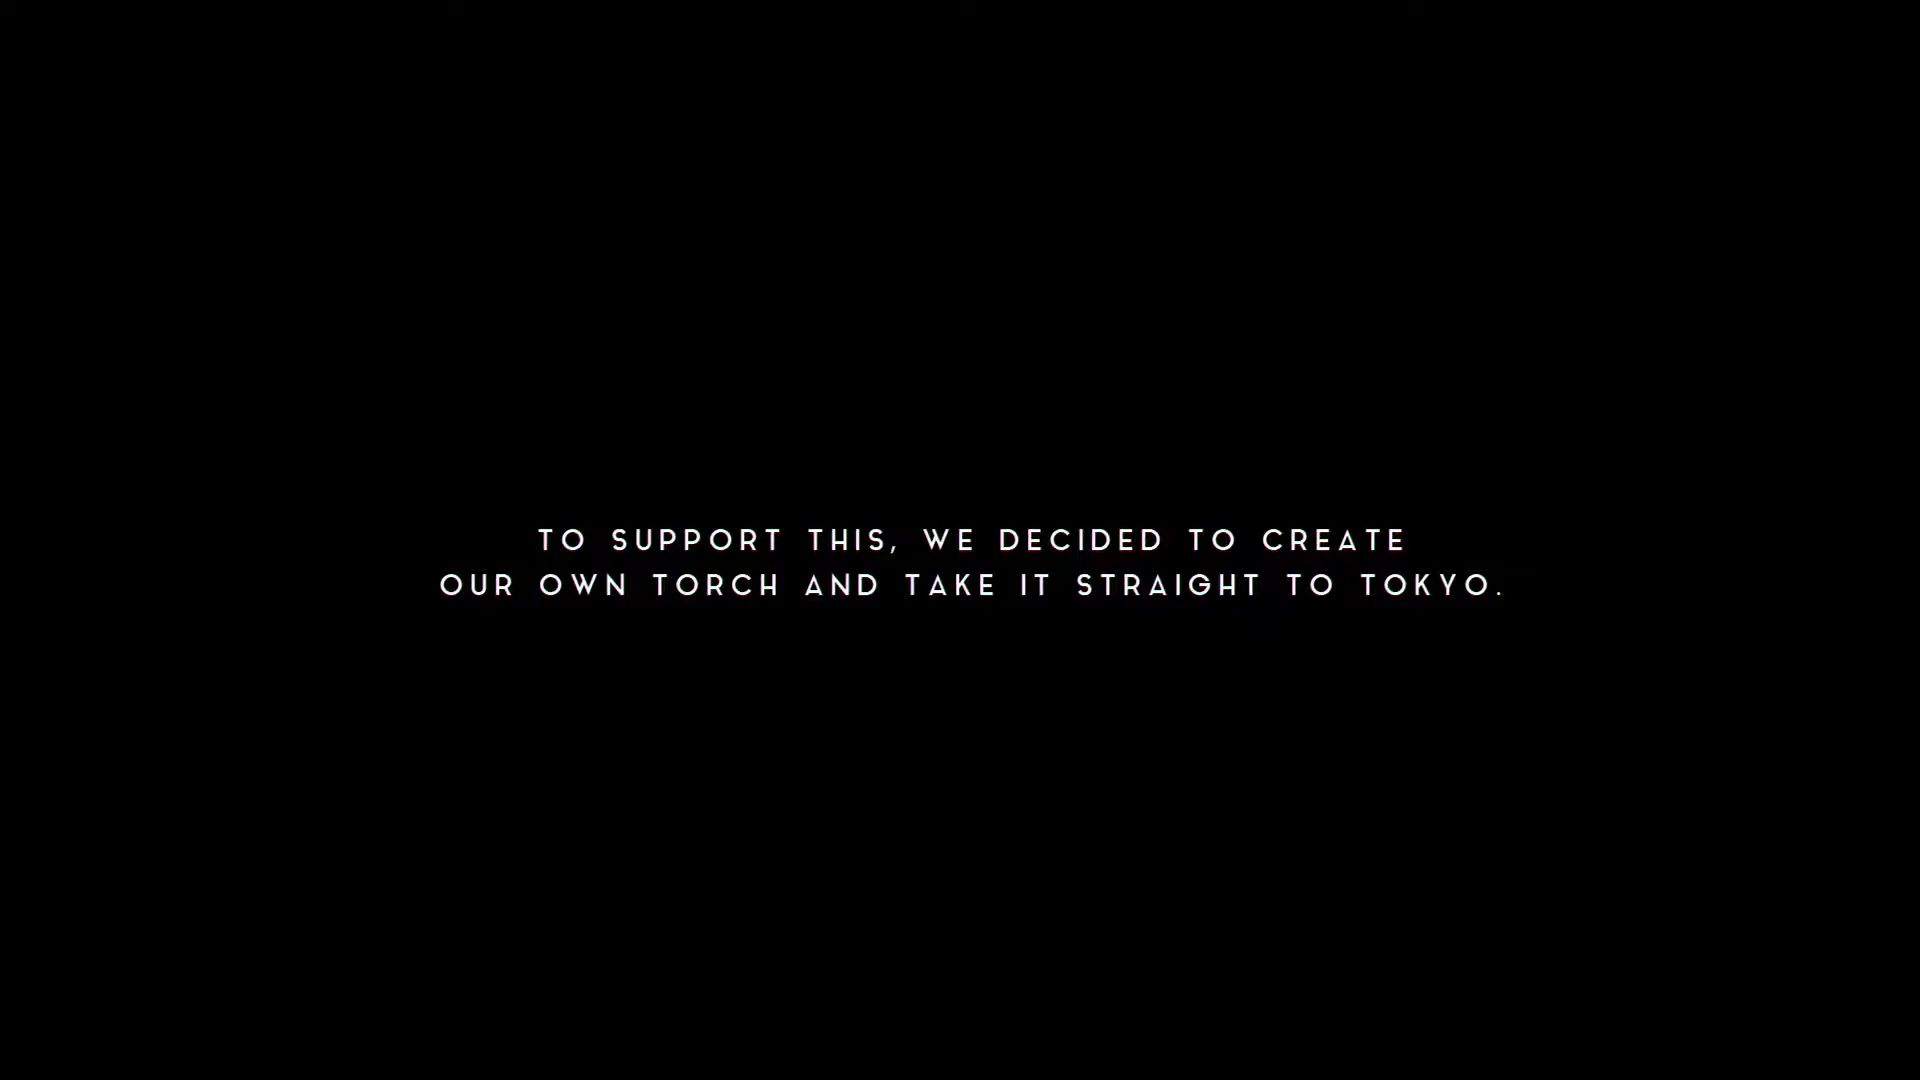 TO SUPPORT THIS, WE DECIDED TO CREATE
OUR OWN TORCH AND TAKE IT STRAIGHT TO TOKYO.